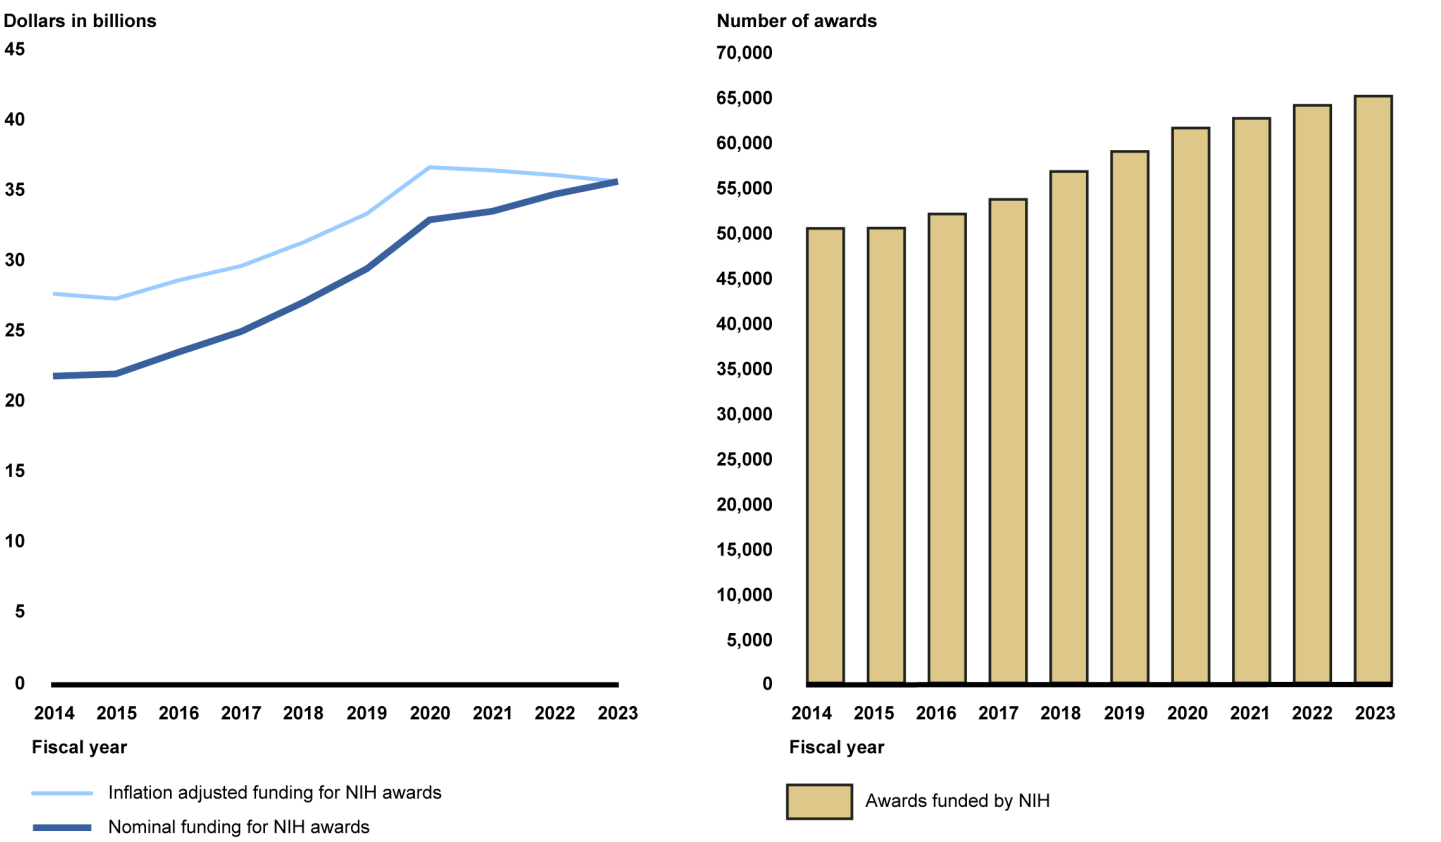 Dollars in billions
45
40
35
30
25
20
15
10
5
0
2014 2015 2016 2017 2018 2019 2020 2021 2022 2023
Fiscal year
Inflation adjusted funding for NIH awards
Nominal funding for NIH awards
Number of awards
70,000
65,000
60,000
55,000
50,000
45,000
40,000
35,000
30,000
25,000
20,000
15,000
10,000
5,000
0
2014 2015 2016 2017 2018 2019 2020 2021 2022 2023
Fiscal year
Awards funded by NIH